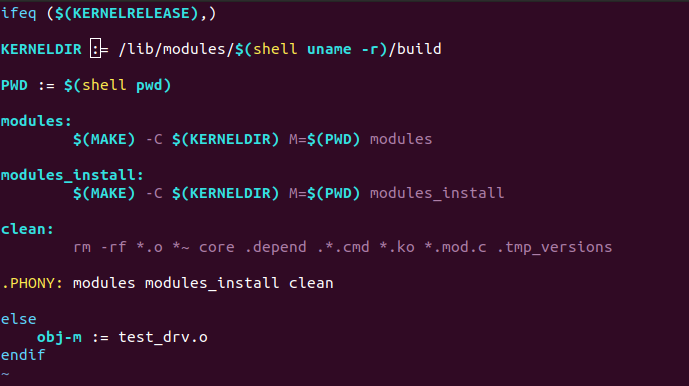 ifeq ($(KERNELRELEASE),)
KERNELDIR := /lib/modules/$(shell uname -r)/build
PWD := $(shell pwd)
modules:
        $(MAKE) -C $(KERNELDIR) M=$(PWD) modules
modules_install:
        $(MAKE) -C $(KERNELDIR) M=$(PWD) modules_install
clean:
        rm -rf *.o *~ core .depend .*.cmd *.ko *.mod.c .tmp_versions
.PHONY: modules modules_install clean
else
    obj-m := test_drv.o
endif
~